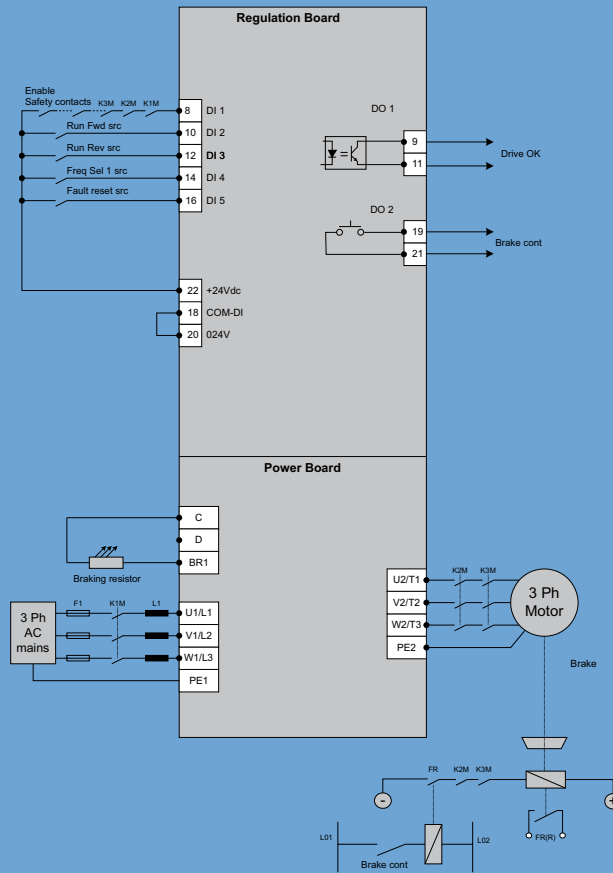 Regulation Board
Enable
Safety contacts K3M K2M K1M
8 DI 1
Run Fwd src
10 DI 2
Run Rev src
12 DI 3
Freq Sel 1 src
14 DI 4
Fault reset src
16 DI 5
22 +24Vdc
18 COM-DI
20 024V
DO 1
9
11
Drive OK
DO 2
19
21
Brake cont
Power Board
C
D
BR1
Braking resistor
3 Ph
AC
mains
F1 K1M L1
U1/L1
V1/L2
W1/L3
PE1
U2/T1
V2/T2
W2/T3
PE2
K2M K3M
3 Ph
Motor
Brake
FR K2M K3M
-
+
FR(R)
L01
L02
Brake cont